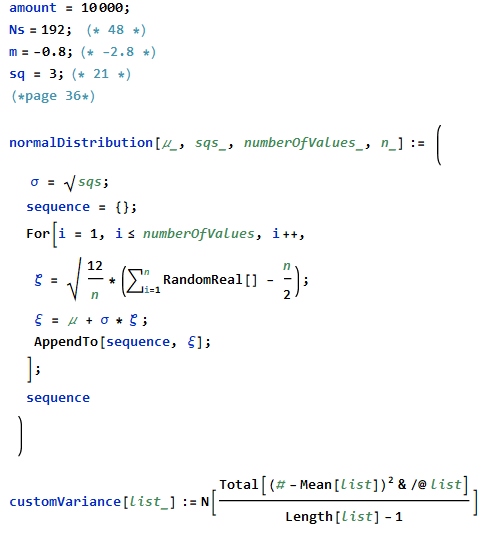 amount = 10 000;
Ns = 192; (* 48 *)
m = -0.8; (* -2.8 *)
sq = 3; (* 21 *)
(*page 36*)
normalDistribution[μ_, sqs_, numberOfValues_, n_] := (
σ = √sqs;
sequence = {};
For[i = 1, i ≤ numberOfValues, i++,
ζ = √(12/n) * (∑_{i=1}^{n} RandomReal[] - n/2);
ξ = μ + σ * ζ;
AppendTo[sequence, ξ];
];
sequence
)
customVariance[list_] := N[Total[(# - Mean[list])² & /@ list] / Length[list] - 1]